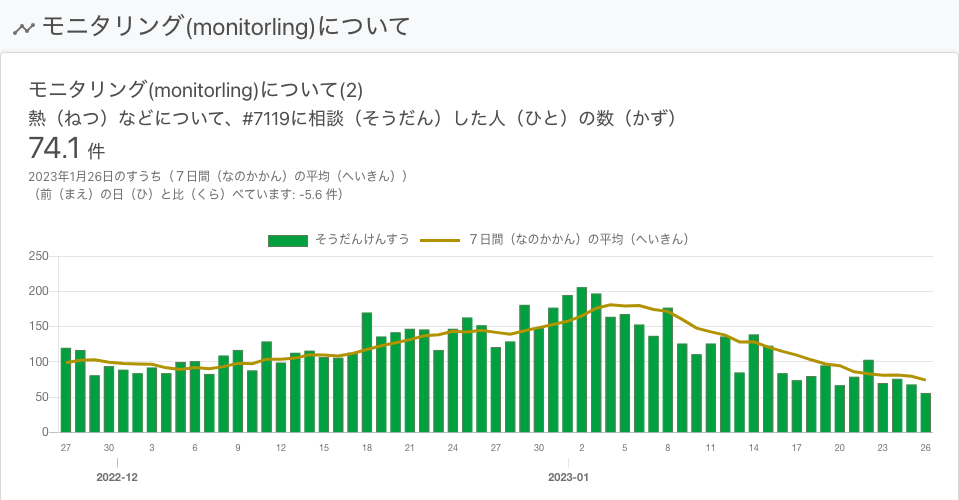 モニタリング(monitorling)について
モニタリング(monitorling)について(2)
熱（ねつ）などについて、#7119に相談（そうだん）した人（ひと）の数（かず）
74.1 件
2023年1月26日のすうち（７日間（なのかかん）の平均（へいきん））
（前（まえ）の日（ひ）と比（くら）べています: -5.6 件）
そうだんけんすう ７日間（なのかかん）の平均（へいきん）
250
200
150
100
50
0
27 30 3 6 9 12 15 18 21 24 27 30 2 5 8 11 14 17 20 23 26
2022-12 2023-01